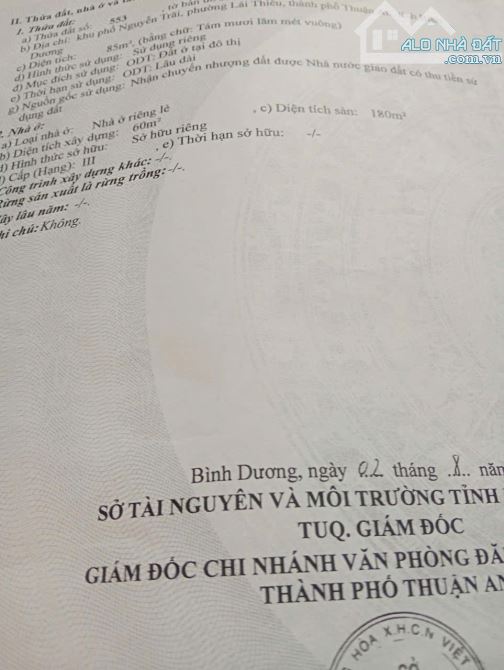 ALO NHÀ ĐẤT
.com.vn
II. Thửa đất, nhà ở và
1. Thửa đất:
a) Thửa đất số: 553 , tờ bản
b) Địa chỉ: khu phố Nguyễn Trãi, phường Lái Thiêu, thành phố Thuận
Dương
c) Diện tích: 85m², (bằng chữ: Tám mươi lăm mét vuông)
d) Hình thức sử dụng: Sử dụng riêng
đ) Mục đích sử dụng: ODT: Đất ở tại đô thị
e) Thời hạn sử dụng: ODT: Lâu dài
g) Nguồn gốc sử dụng: Nhận chuyển nhượng đất được Nhà nước giao đất có thu tiền sử
dụng đất
2. Nhà ở:
a) Loại nhà ở: Nhà ở riêng lẻ
b) Diện tích xây dựng: 60m² , c) Diện tích sàn: 180m²
d) Hình thức sở hữu: Sở hữu riêng
Cấp (Hạng): III , e) Thời hạn sở hữu: -/-
Công trình xây dựng khác: -/-.
Rừng sản xuất là rừng trồng: -/-.
lâu năm: -/-.
chú: Không.
Bình Dương, ngày 02 tháng .8.. năm
SỞ TÀI NGUYÊN VÀ MÔI TRƯỜNG TỈNH
TUQ. GIÁM ĐỐC
GIÁM ĐỐC CHI NHÁNH VĂN PHÒNG
THÀNH PHỐ THUẬN AN
HÒA X.H.C.N VIỆT
SỞ